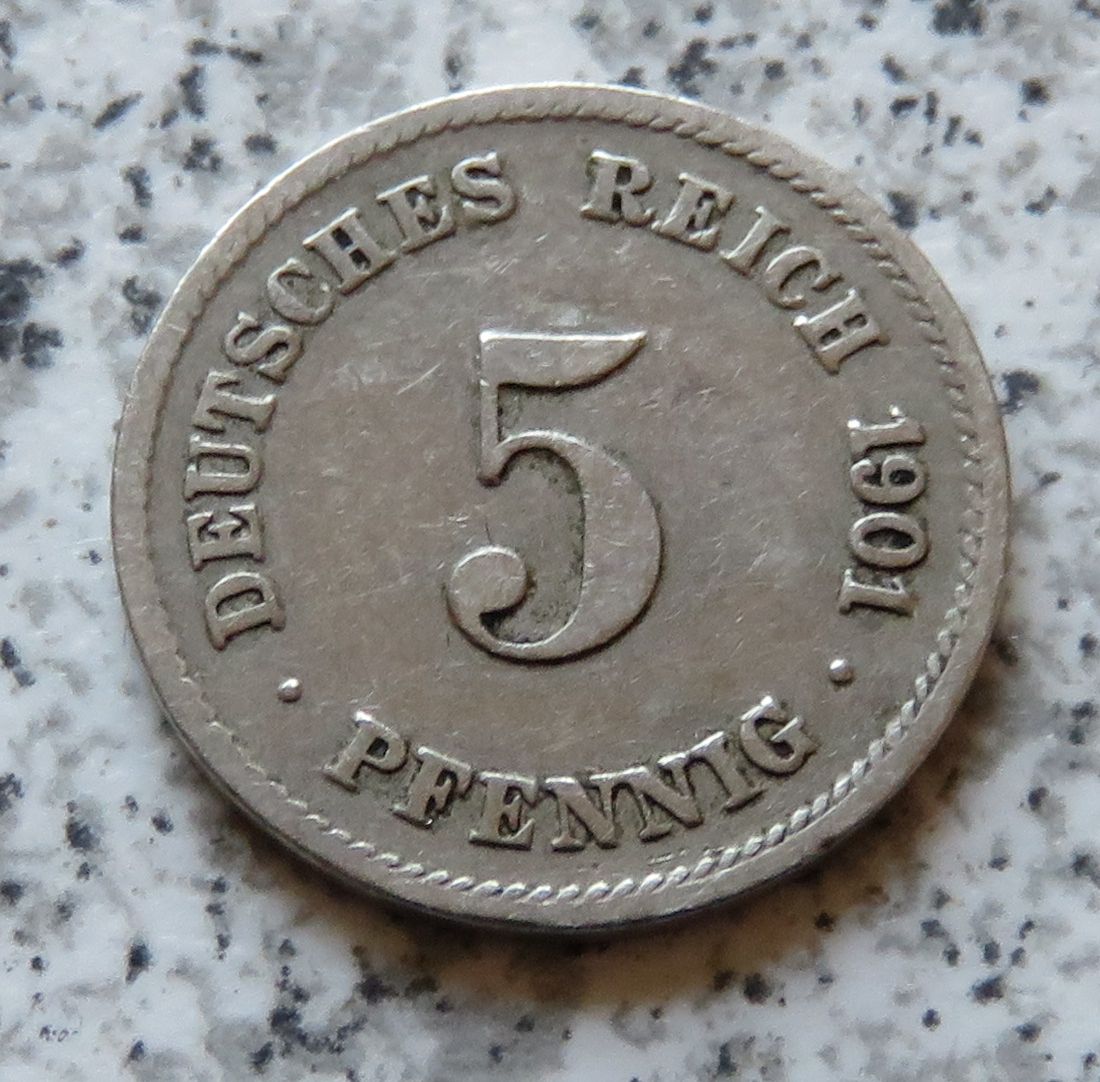 DEUTSCHES REICH 1901
5
· PFENNIG ·